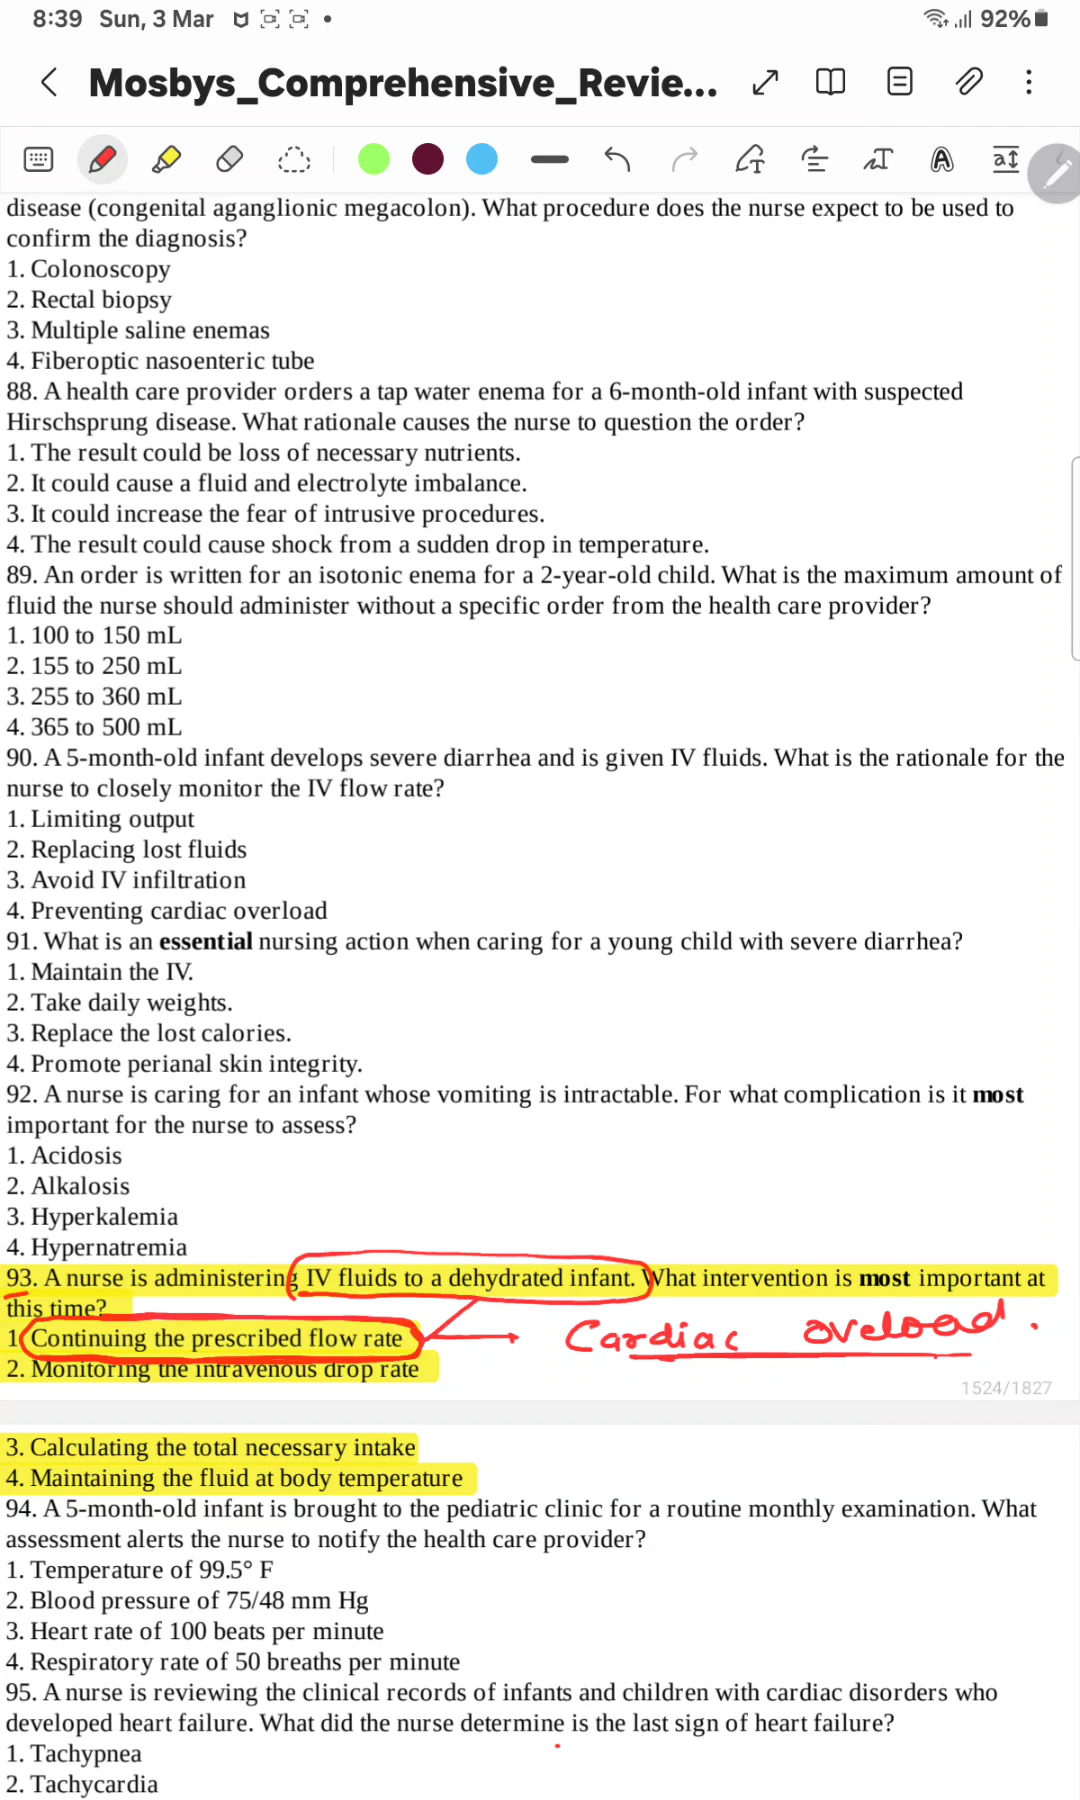 8:39 Sun, 3 Mar
92%
Mosbys_Comprehensive_Revie...
disease (congenital aganglionic megacolon). What procedure does the nurse expect to be used to
confirm the diagnosis?
1. Colonoscopy
2. Rectal biopsy
3. Multiple saline enemas
4. Fiberoptic nasoenteric tube
88. A health care provider orders a tap water enema for a 6-month-old infant with suspected
Hirschsprung disease. What rationale causes the nurse to question the order?
1. The result could be loss of necessary nutrients.
2. It could cause a fluid and electrolyte imbalance.
3. It could increase the fear of intrusive procedures.
4. The result could cause shock from a sudden drop in temperature.
89. An order is written for an isotonic enema for a 2-year-old child. What is the maximum amount of
fluid the nurse should administer without a specific order from the health care provider?
1. 100 to 150 mL
2. 155 to 250 mL
3. 255 to 360 mL
4. 365 to 500 mL
90. A 5-month-old infant develops severe diarrhea and is given IV fluids. What is the rationale for the
nurse to closely monitor the IV flow rate?
1. Limiting output
2. Replacing lost fluids
3. Avoid IV infiltration
4. Preventing cardiac overload
91. What is an essential nursing action when caring for a young child with severe diarrhea?
1. Maintain the IV.
2. Take daily weights.
3. Replace the lost calories.
4. Promote perianal skin integrity.
92. A nurse is caring for an infant whose vomiting is intractable. For what complication is it most
important for the nurse to assess?
1. Acidosis
2. Alkalosis
3. Hyperkalemia
4. Hypernatremia
93. A nurse is administering IV fluids to a dehydrated infant. What intervention is most important at
this time?
1 Continuing the prescribed flow rate Cardiac oveload.
2. Monitoring the intravenous drop rate
1524/1827
3. Calculating the total necessary intake
4. Maintaining the fluid at body temperature
94. A 5-month-old infant is brought to the pediatric clinic for a routine monthly examination. What
assessment alerts the nurse to notify the health care provider?
1. Temperature of 99.5° F
2. Blood pressure of 75/48 mm Hg
3. Heart rate of 100 beats per minute
4. Respiratory rate of 50 breaths per minute
95. A nurse is reviewing the clinical records of infants and children with cardiac disorders who
developed heart failure. What did the nurse determine is the last sign of heart failure?
1. Tachypnea
2. Tachycardia